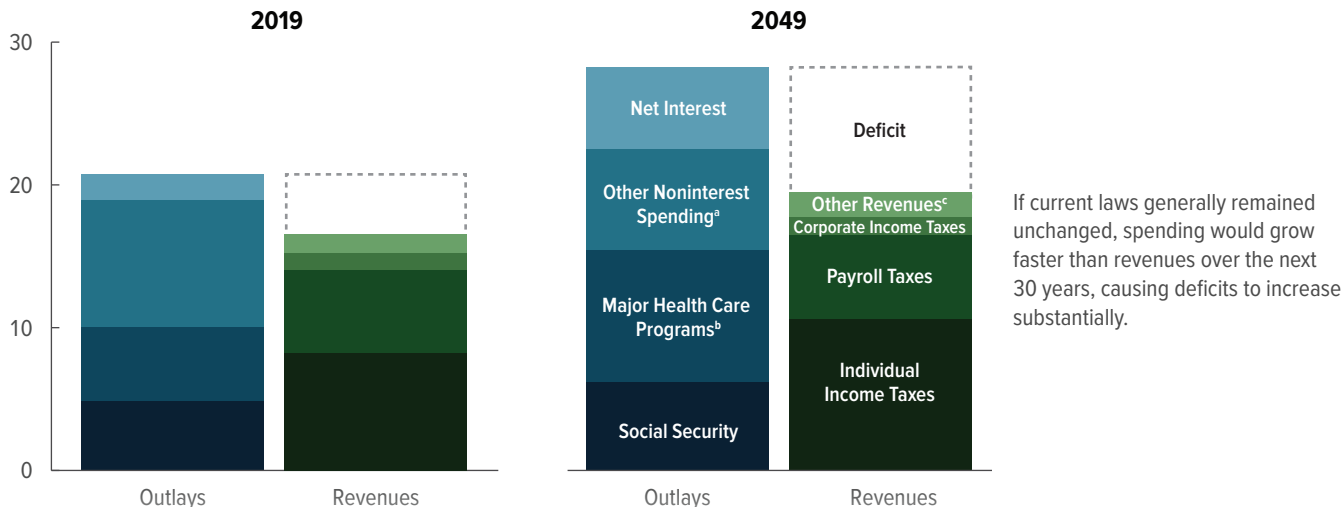 2019
2049
30
20
10
0
Net Interest
Other Noninterest
Spendingᵃ
Major Health Care
Programsᵇ
Social Security
Deficit
Other Revenuesᶜ
Corporate Income Taxes
Payroll Taxes
Individual
Income Taxes
If current laws generally remained
unchanged, spending would grow
faster than revenues over the next
30 years, causing deficits to increase
substantially.
Outlays
Revenues
Outlays
Revenues